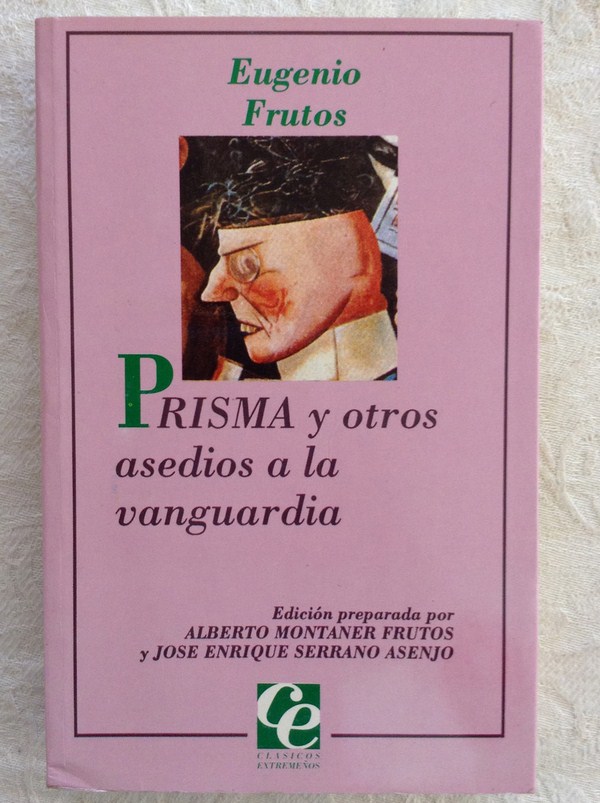 Eugenio
Frutos
PRISMA y otros
asedios a la
vanguardia
Edición preparada por
ALBERTO MONTANER FRUTOS
y JOSE ENRIQUE SERRANO ASENJO
ce
CLÁSICOS
EXTREMEÑOS